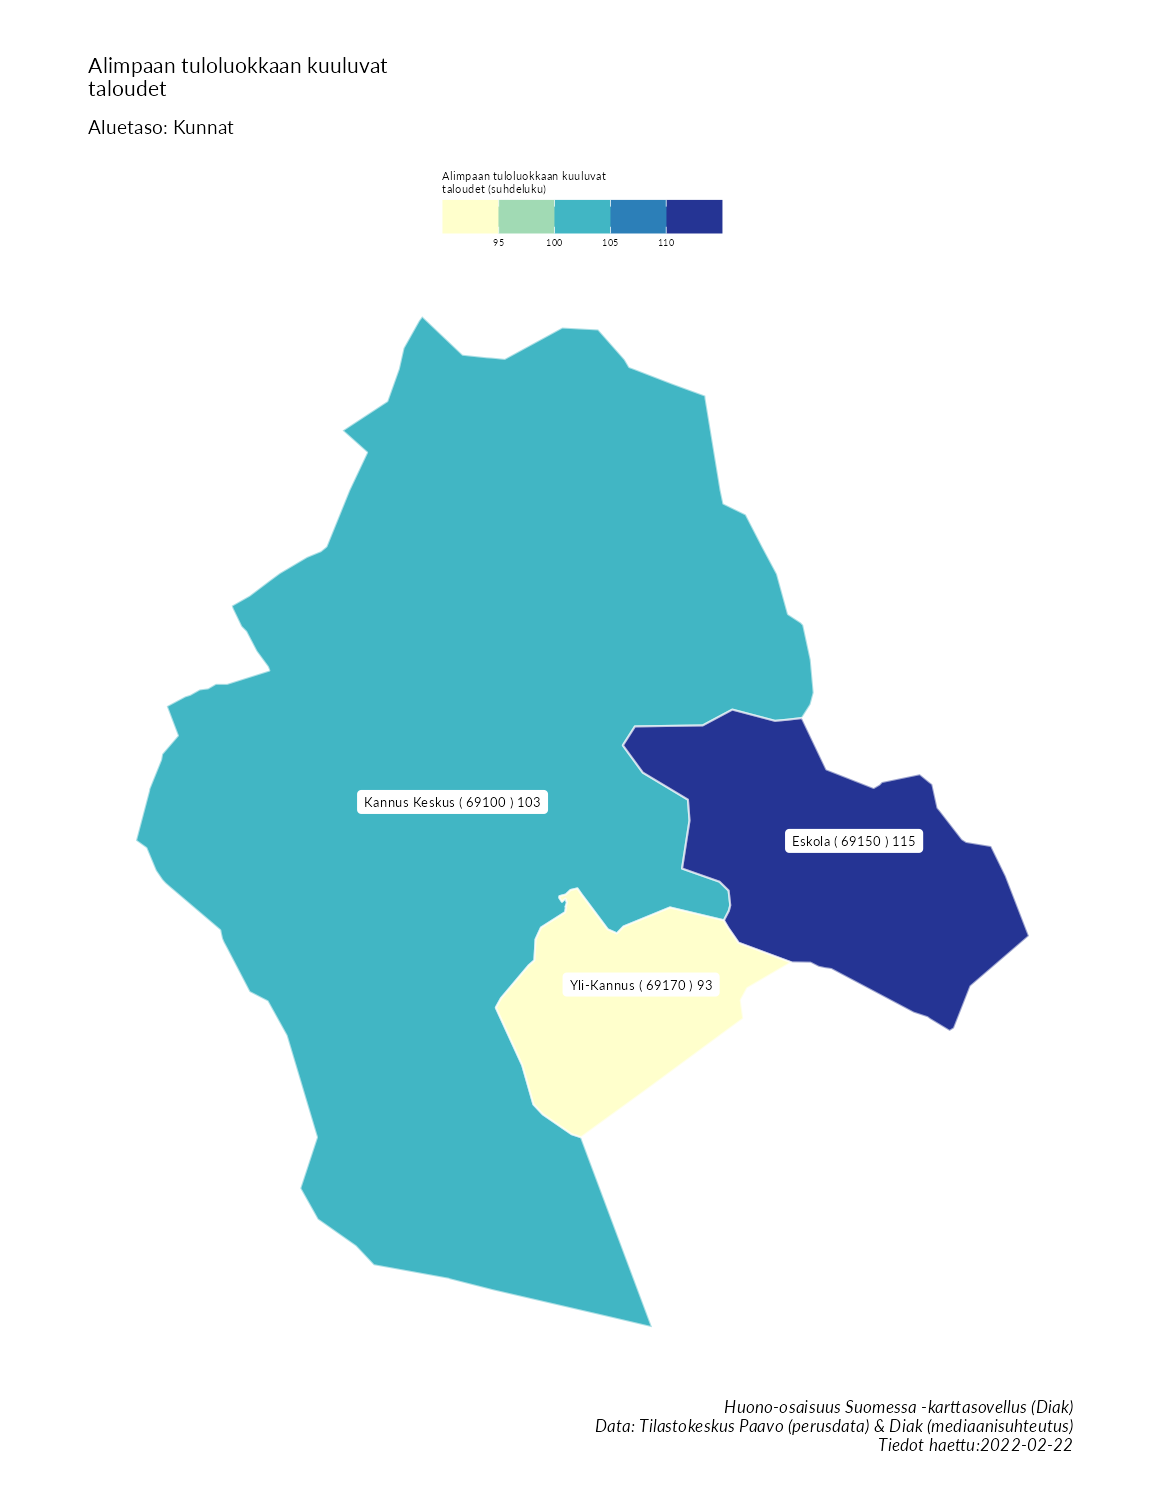 Alimpaan tuloluokkaan kuuluvat
taloudet
Aluetaso: Kunnat
Alimpaan tuloluokkaan kuuluvat
taloudet (suhdeluku)
95 100 105 110
Kannus Keskus ( 69100 ) 103
Eskola ( 69150 ) 115
Yli-Kannus ( 69170 ) 93
Huono-osaisuus Suomessa -karttasovellus (Diak)
Data: Tilastokeskus Paavo (perusdata) & Diak (mediaanisuhteutus)
Tiedot haettu:2022-02-22